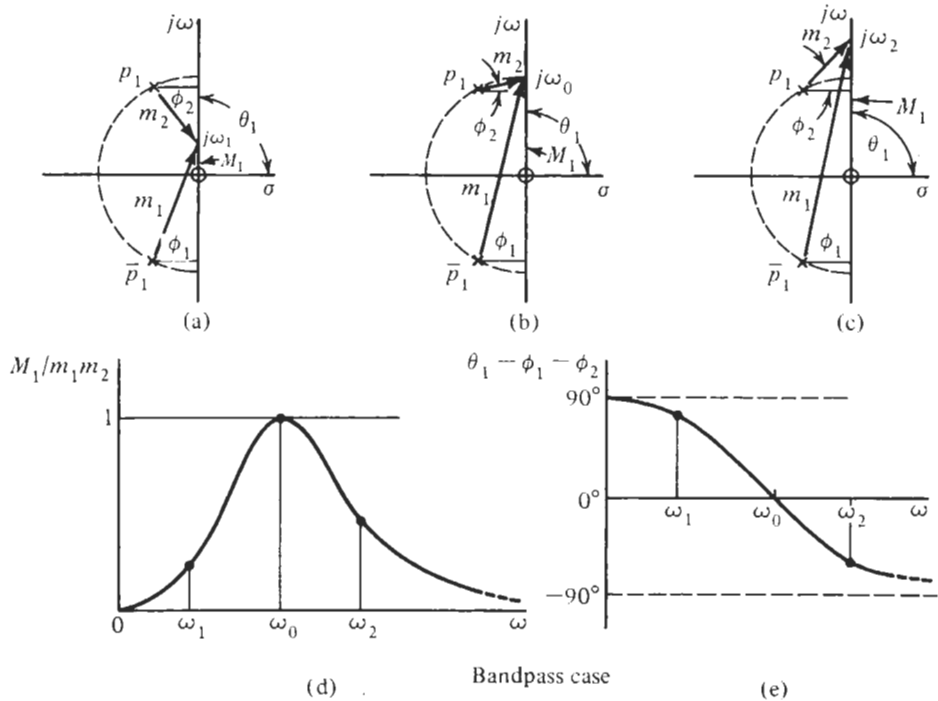 jω
p₁
ϕ₂
m₂
θ₁
jω₁
M₁
σ
m₁
ϕ₁
p̅₁
(a)
jω
m₂
p₁
jω₀
ϕ₂
θ₁
M₁
σ
m₁
ϕ₁
p̅₁
(b)
jω
m₂
jω₂
p₁
M₁
ϕ₂
θ₁
σ
m₁
ϕ₁
p̅₁
(c)
M₁/m₁m₂
1
0
ω₁
ω₀
ω₂
ω
(d)
θ₁ − ϕ₁ − ϕ₂
90°
0°
−90°
ω₁
ω₀
ω₂
ω
(e)
Bandpass case